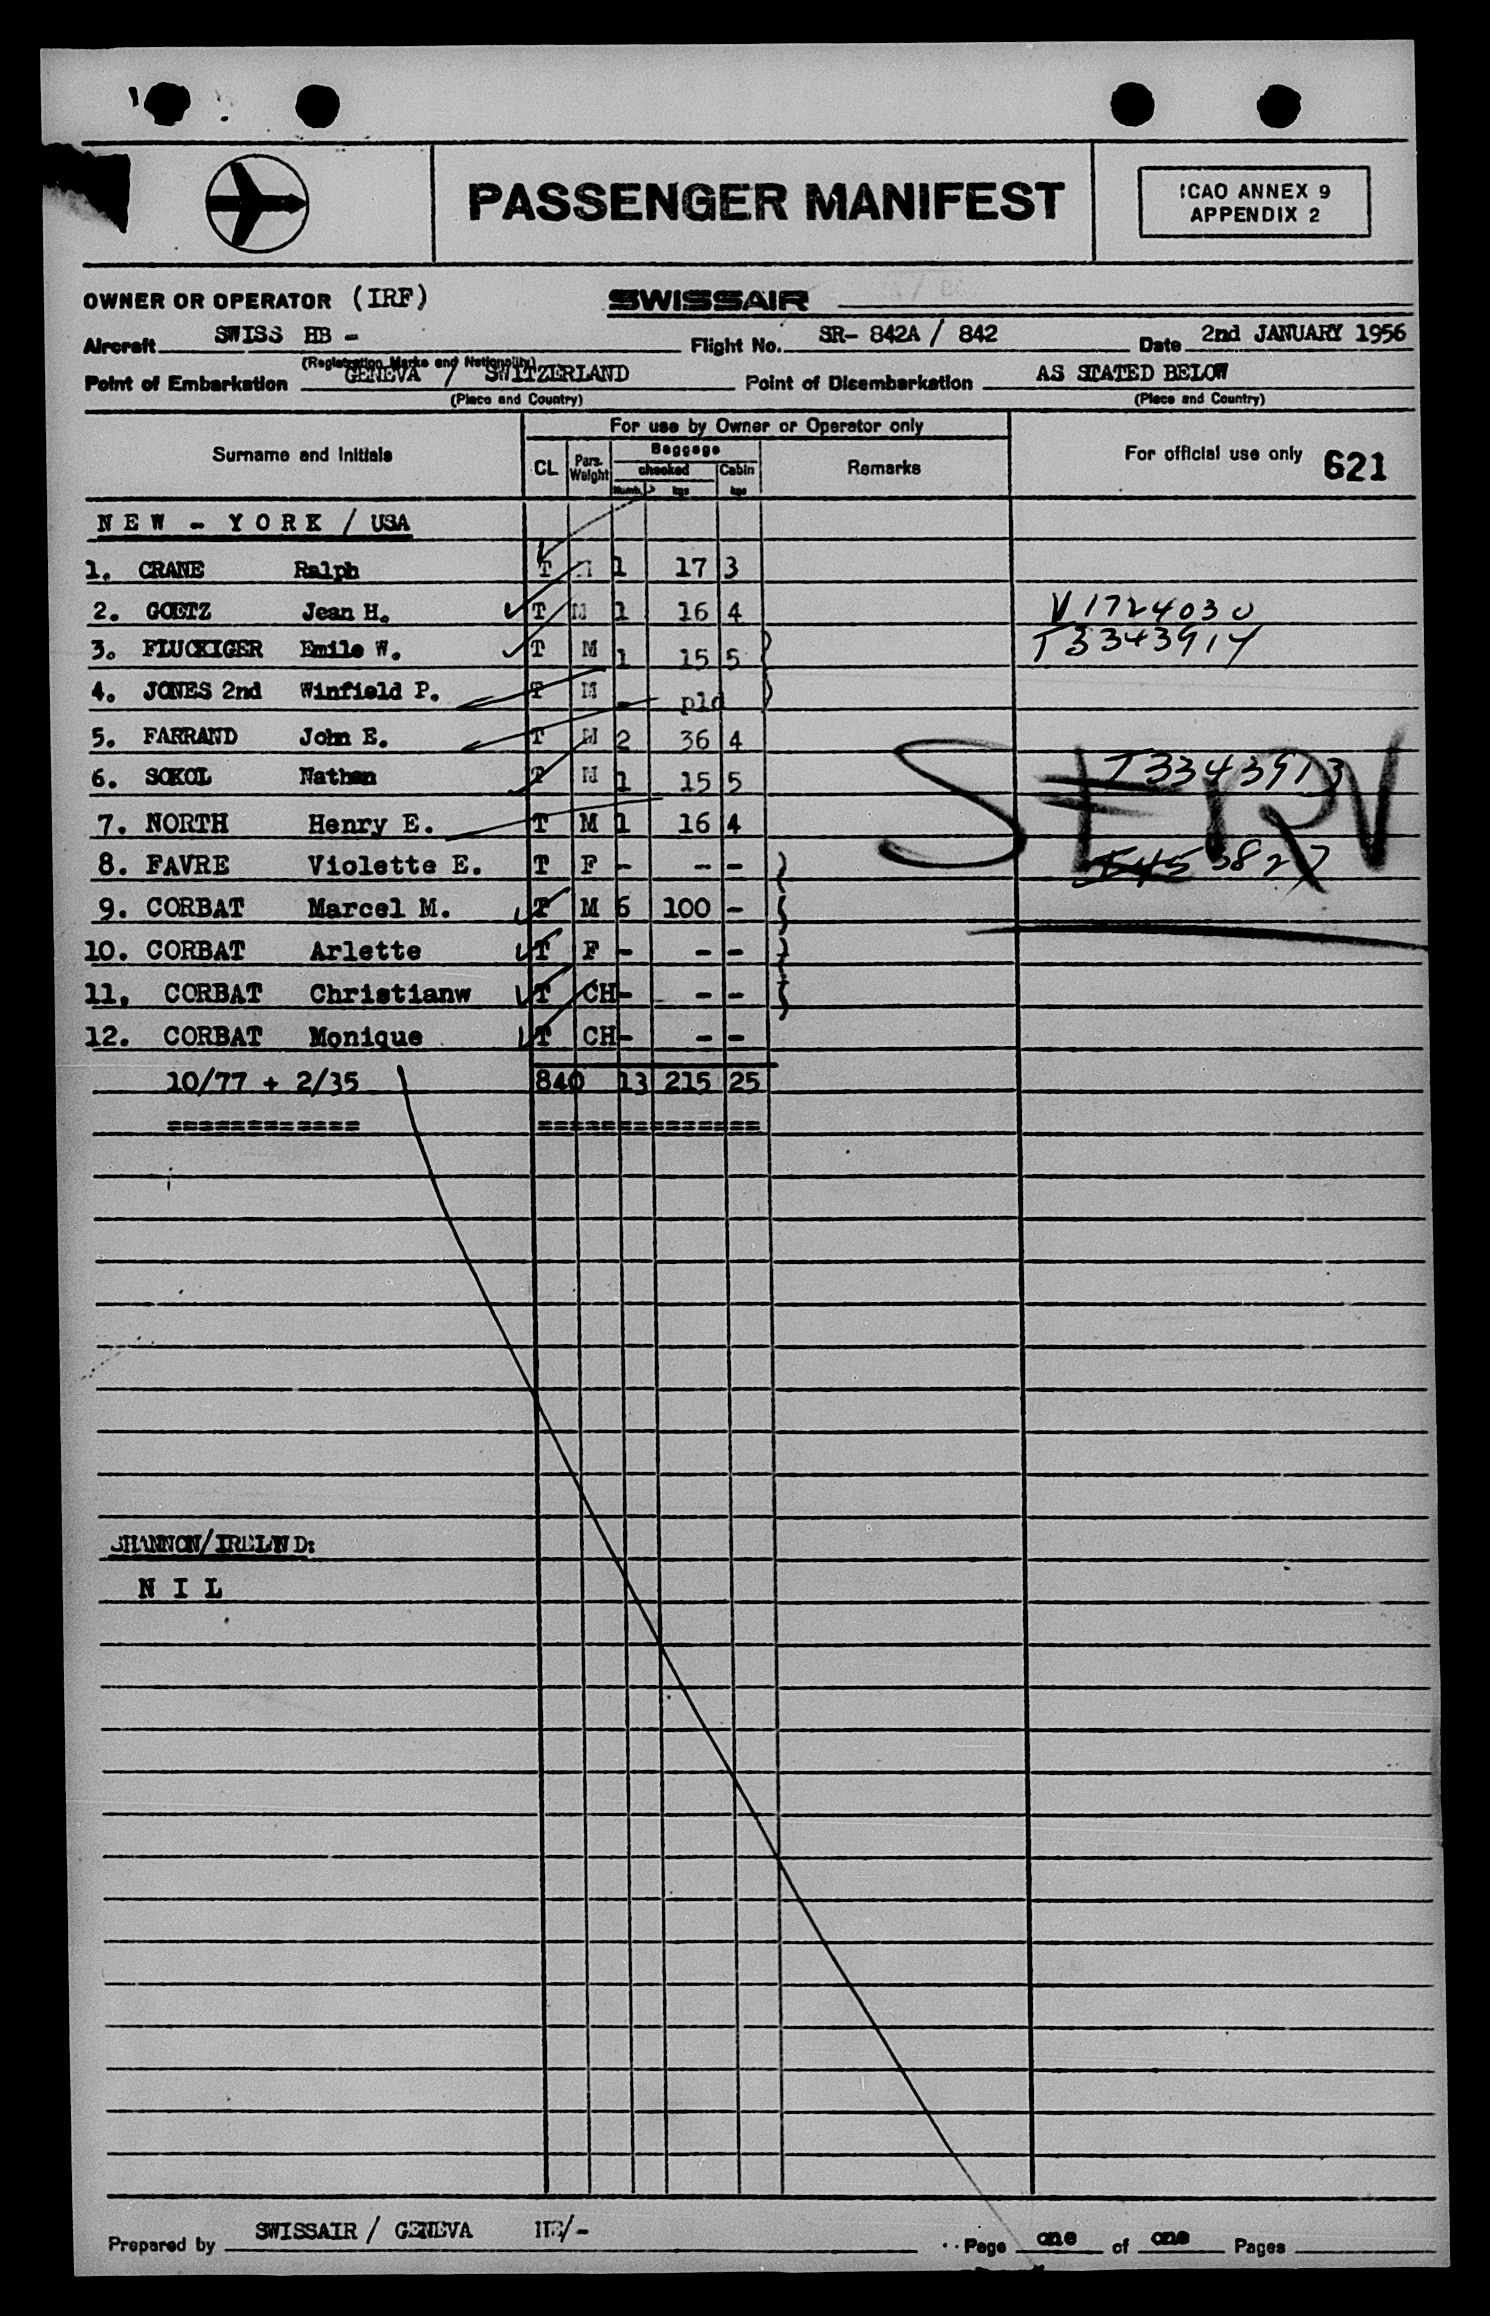 PASSENGER MANIFEST
ICAO ANNEX 9
APPENDIX 2
OWNER OR OPERATOR (IRF) SWISSAIR
Aircraft SWISS HB - Flight No. SR- 842A / 842 Date 2nd JANUARY 1956
(Registration Marks and Nationality)
Point of Embarkation GENEVA / SWITZERLAND Point of Disembarkation AS STATED BELOW
(Place and Country) (Place and Country)
For use by Owner or Operator only
Surname and Initials CL Pars. Weight Baggage checked Numb. kgs Cabin kgs Remarks For official use only 621
N E W - Y O R K / USA
1. CRANE Ralph T M 1 17 3
2. GOETZ Jean H. T M 1 16 4 V1724030
3. FLUCKIGER Emile W. T M 1 15 5 T3343914
4. JONES 2nd Winfield P. T M - pld
5. FARRAND John E. T M 2 36 4
6. SOKOL Nathan T M 1 15 5 T3343913
SERV
7. NORTH Henry E. T M 1 16 4
8. FAVRE Violette E. T F - - -
9. CORBAT Marcel M. T M 6 100 -
10. CORBAT Arlette T F - - -
11. CORBAT Christianw T CH - - -
12. CORBAT Monique T CH - - -
10/77 + 2/35 840 13 215 25
============ ==============
SHANNON/IRELAND:
N I L
Prepared by SWISSAIR / GENEVA Page one of one Pages